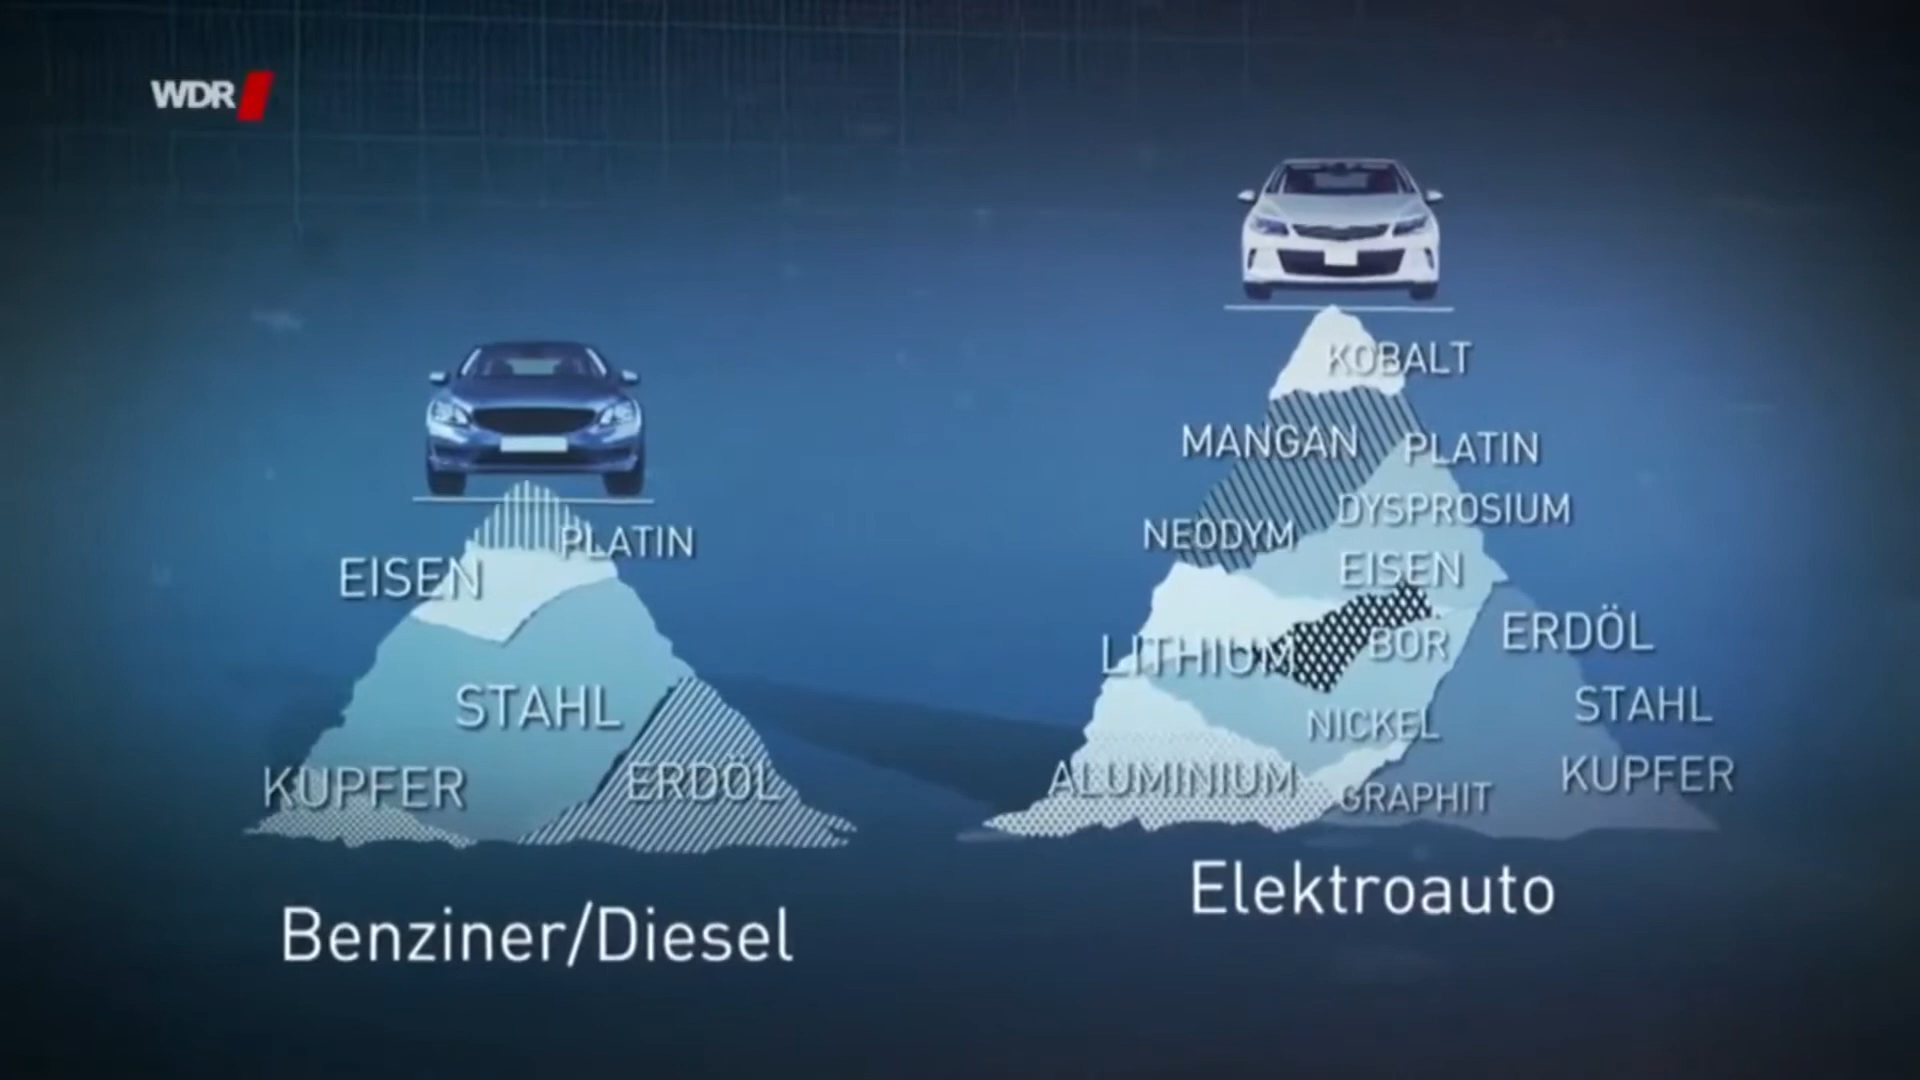 WDR
PLATIN
EISEN
STAHL
KUPFER
ERDÖL
Benziner/Diesel
KOBALT
MANGAN
PLATIN
DYSPROSIUM
NEODYM
EISEN
ERDÖL
BOR
LITHIUM
STAHL
NICKEL
ALUMINIUM
GRAPHIT
KUPFER
Elektroauto